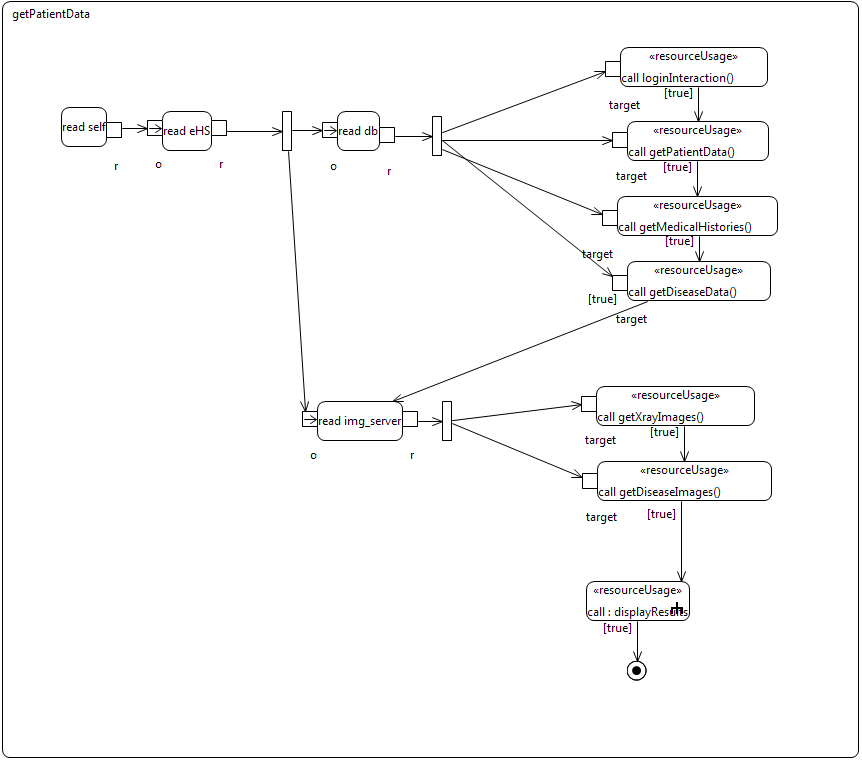 getPatientData
«resourceUsage»
call loginInteraction()
[true]
target
read self
read eHS
read db
r
o
r
o
r
«resourceUsage»
call getPatientData()
[true]
target
«resourceUsage»
call getMedicalHistories()
[true]
target
«resourceUsage»
call getDiseaseData()
[true]
target
read img_server
o
r
«resourceUsage»
call getXrayImages()
[true]
target
«resourceUsage»
call getDiseaseImages()
[true]
target
«resourceUsage»
call : displayResults
[true]